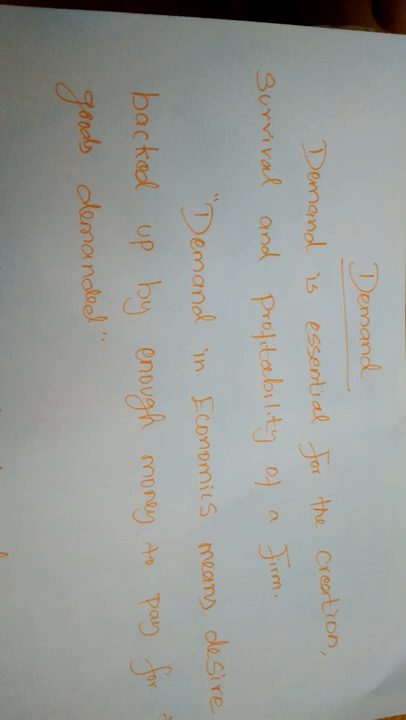 Demand
Demand is essential for the creation,
survival and profitability of a firm.
"Demand in Economics means desire
backed up by enough money to pay for
goods demanded".